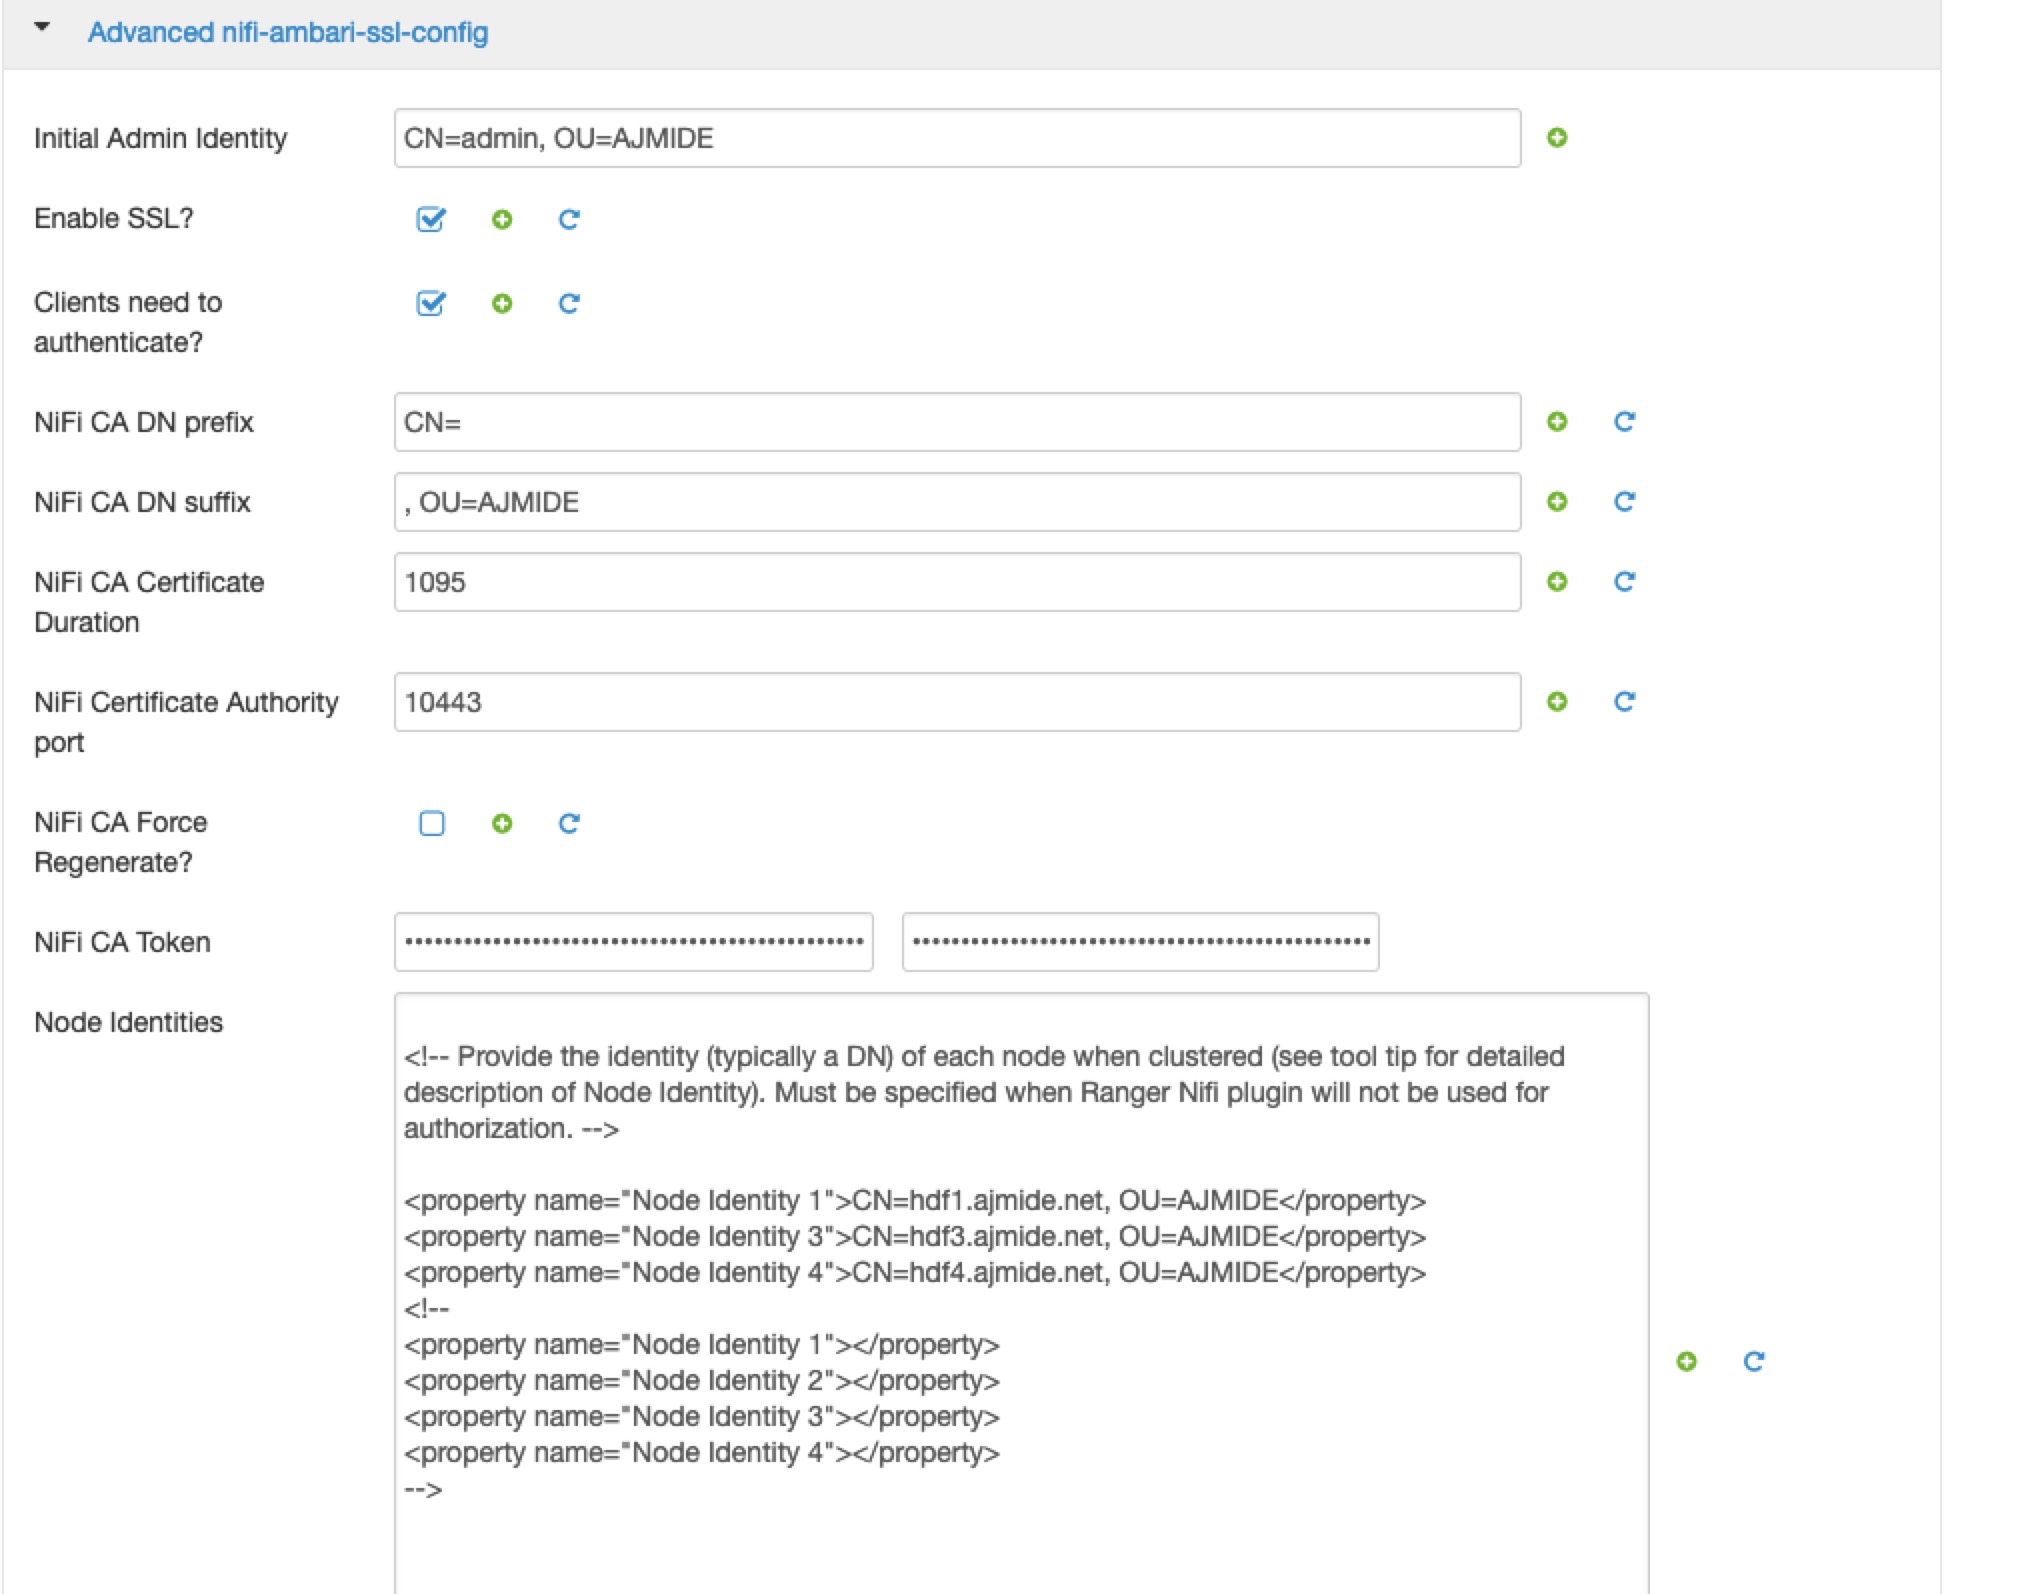 Advanced nifi-ambari-ssl-config
Initial Admin Identity
CN=admin, OU=AJMIDE
Enable SSL?
Clients need to
authenticate?
NiFi CA DN prefix
CN=
NiFi CA DN suffix
, OU=AJMIDE
NiFi CA Certificate
Duration
1095
NiFi Certificate Authority
port
10443
NiFi CA Force
Regenerate?
NiFi CA Token
Node Identities
<!-- Provide the identity (typically a DN) of each node when clustered (see tool tip for detailed
description of Node Identity). Must be specified when Ranger Nifi plugin will not be used for
authorization. -->
<property name="Node Identity 1">CN=hdf1.ajmide.net, OU=AJMIDE</property>
<property name="Node Identity 3">CN=hdf3.ajmide.net, OU=AJMIDE</property>
<property name="Node Identity 4">CN=hdf4.ajmide.net, OU=AJMIDE</property>
<!--
<property name="Node Identity 1"></property>
<property name="Node Identity 2"></property>
<property name="Node Identity 3"></property>
<property name="Node Identity 4"></property>
-->